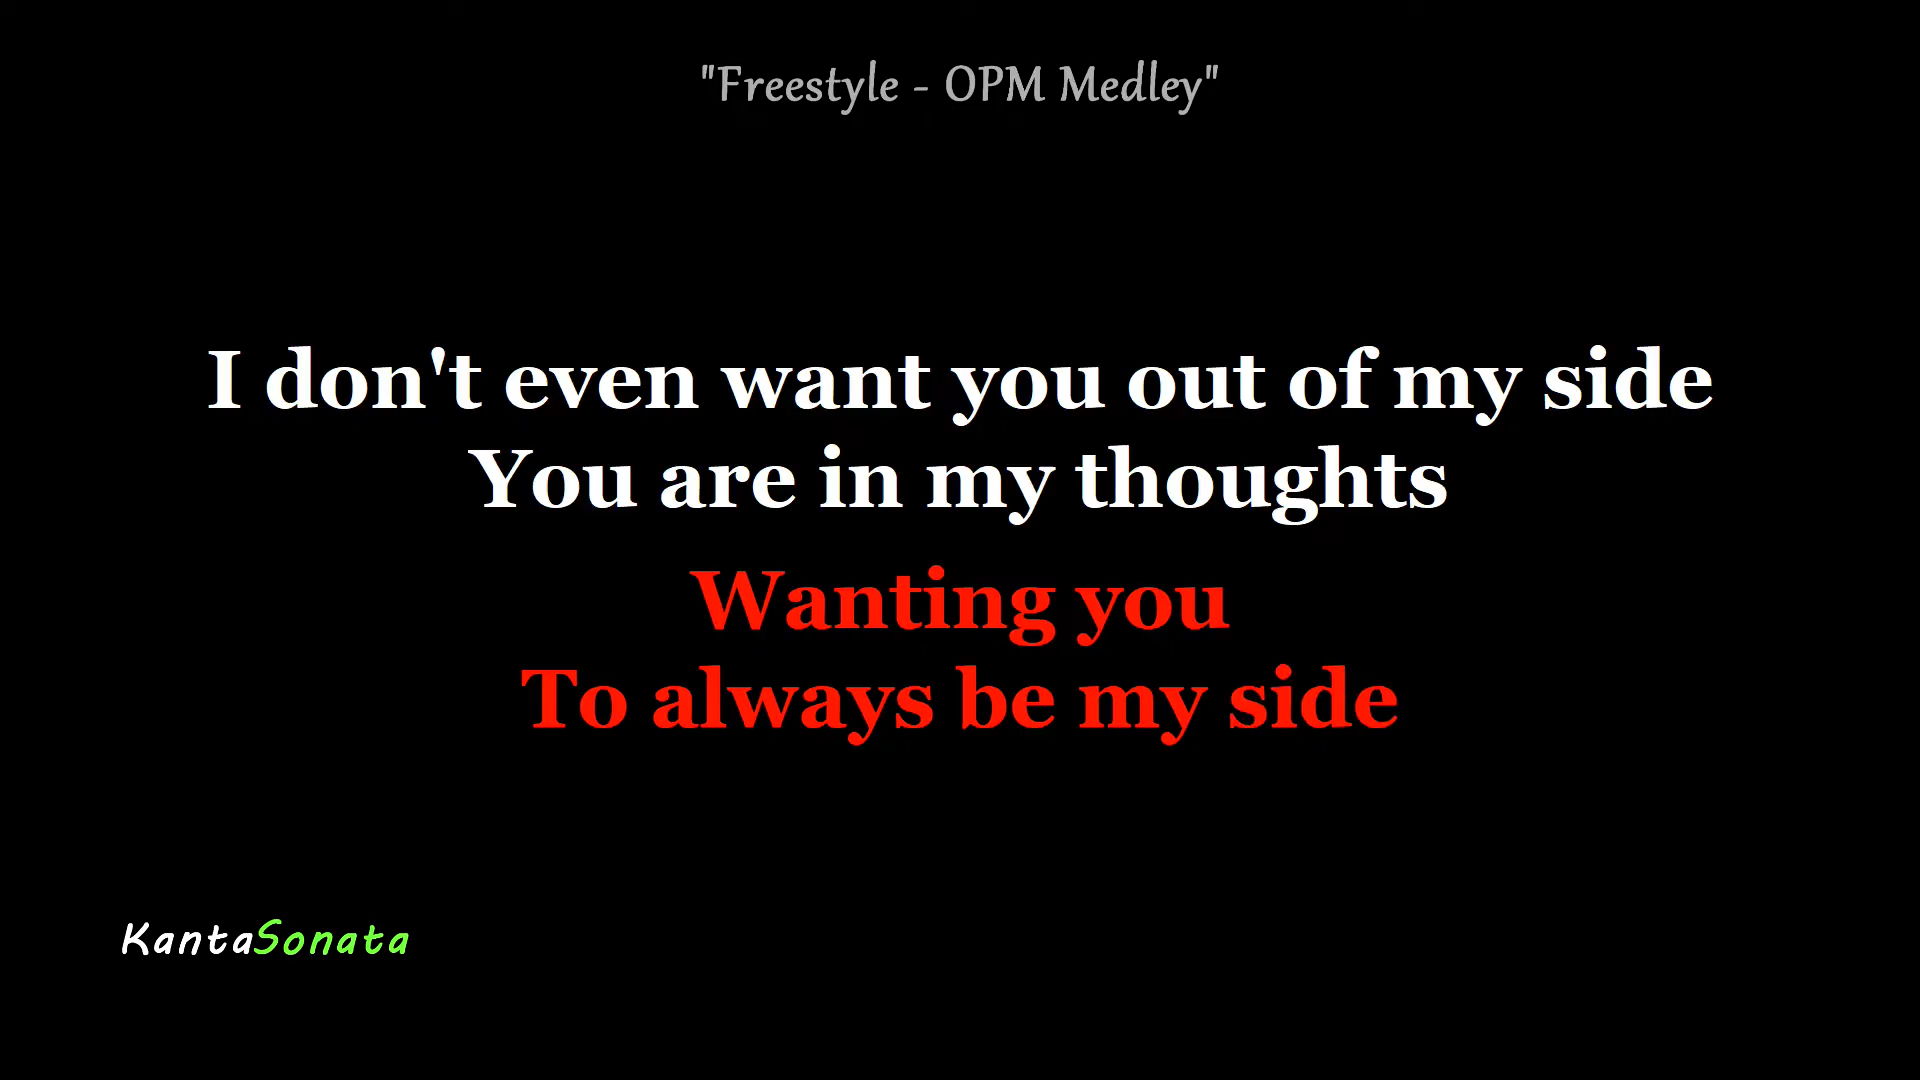 "Freestyle - OPM Medley"
I don't even want you out of my side
You are in my thoughts
Wanting you
To always be my side
KantaSonata